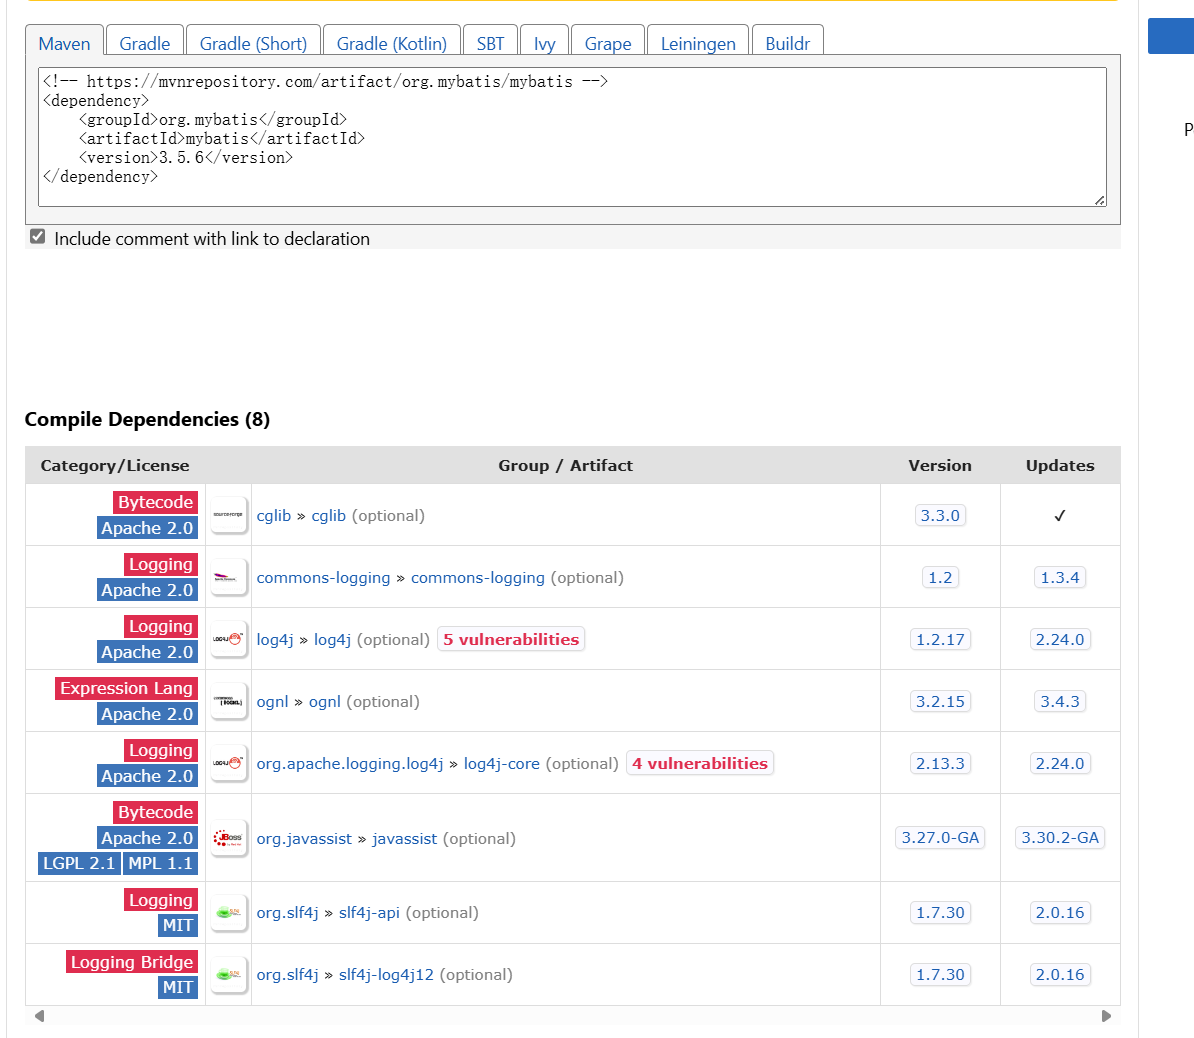 Maven Gradle Gradle (Short) Gradle (Kotlin) SBT Ivy Grape Leiningen Buildr
<!-- https://mvnrepository.com/artifact/org.mybatis/mybatis -->
<dependency>
    <groupId>org.mybatis</groupId>
    <artifactId>mybatis</artifactId>
    <version>3.5.6</version>
</dependency>
Include comment with link to declaration
Compile Dependencies (8)
Category/License Group / Artifact Version Updates
Bytecode
Apache 2.0
cglib » cglib (optional) 3.3.0 ✓
Logging
Apache 2.0
commons-logging » commons-logging (optional) 1.2 1.3.4
Logging
Apache 2.0
log4j » log4j (optional) 5 vulnerabilities 1.2.17 2.24.0
Expression Lang
Apache 2.0
ognl » ognl (optional) 3.2.15 3.4.3
Logging
Apache 2.0
org.apache.logging.log4j » log4j-core (optional) 4 vulnerabilities 2.13.3 2.24.0
Bytecode
Apache 2.0
LGPL 2.1 MPL 1.1
JBoss
org.javassist » javassist (optional) 3.27.0-GA 3.30.2-GA
Logging
MIT
org.slf4j » slf4j-api (optional) 1.7.30 2.0.16
Logging Bridge
MIT
org.slf4j » slf4j-log4j12 (optional) 1.7.30 2.0.16